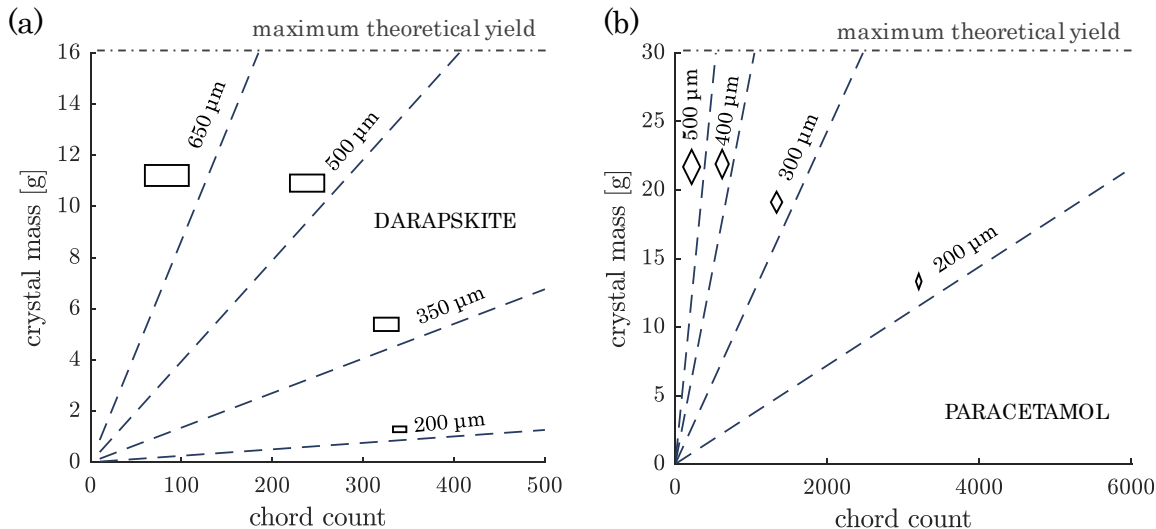 (a)
maximum theoretical yield
16
14
12
10
8
6
4
2
0
crystal mass [g]
650 µm
500 µm
DARAPSKITE
350 µm
200 µm
0 100 200 300 400 500
chord count
(b)
maximum theoretical yield
30
25
20
15
10
5
0
crystal mass [g]
500 µm
400 µm
300 µm
200 µm
PARACETAMOL
0 2000 4000 6000
chord count